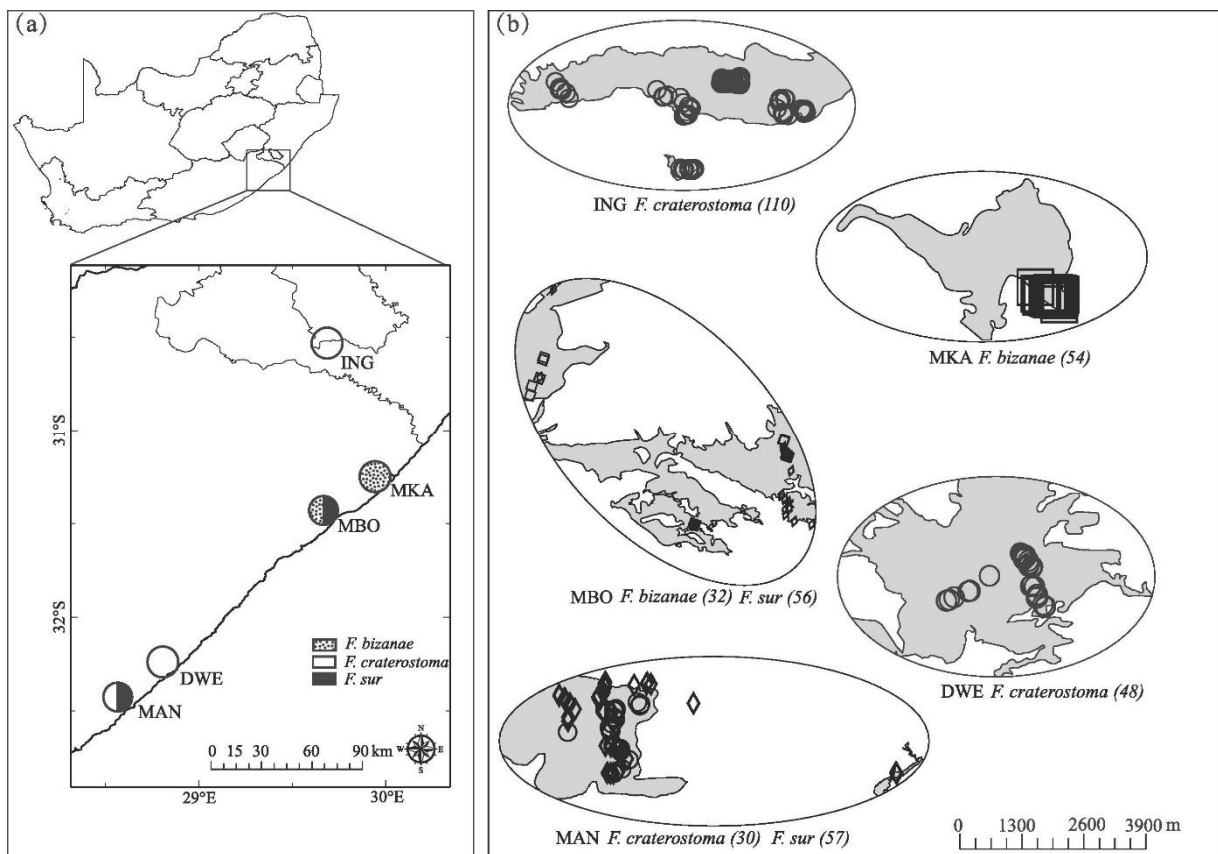 (a)
ING
31°S
MKA
MBO
32°S
F. bizanae
F. craterostoma
F. sur
DWE
MAN
0 15 30 60 90 km
N
W E
S
29°E 30°E
(b)
ING F. craterostoma (110)
MKA F. bizanae (54)
MBO F. bizanae (32) F. sur (56)
DWE F. craterostoma (48)
MAN F. craterostoma (30) F. sur (57)
0 1300 2600 3900 m